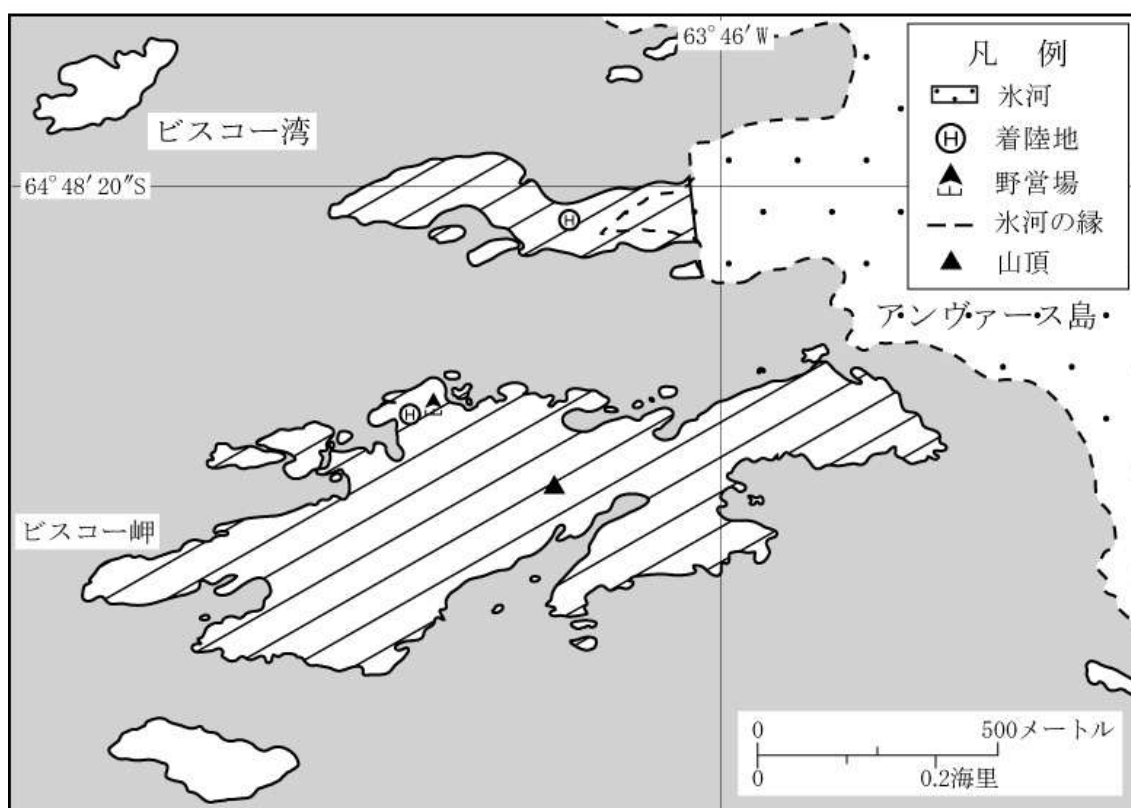 63°46′W
凡 例
氷河
Ⓗ 着陸地
野営場
氷河の縁
山頂
ビスコー湾
64°48′20″S
Ⓗ
アンヴァース島
Ⓗ
ビスコー岬
0 500メートル
0 0.2海里